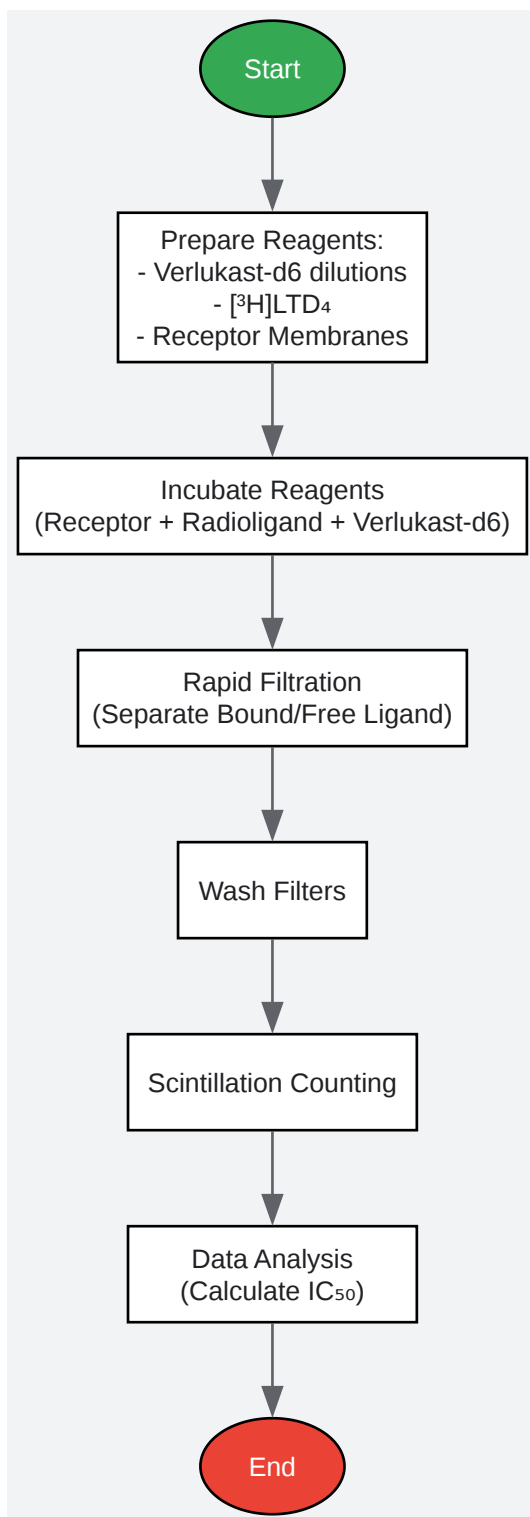 Start
Prepare Reagents:
- Verlukast-d6 dilutions
- [³H]LTD₄
- Receptor Membranes
Incubate Reagents
(Receptor + Radioligand + Verlukast-d6)
Rapid Filtration
(Separate Bound/Free Ligand)
Wash Filters
Scintillation Counting
Data Analysis
(Calculate IC₅₀)
End